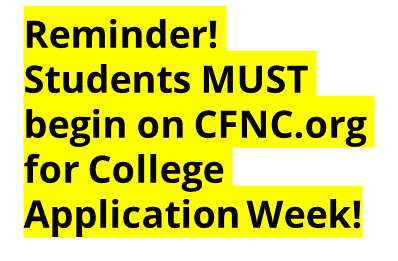 Reminder!
Students MUST
begin on CFNC.org
for College
Application Week!